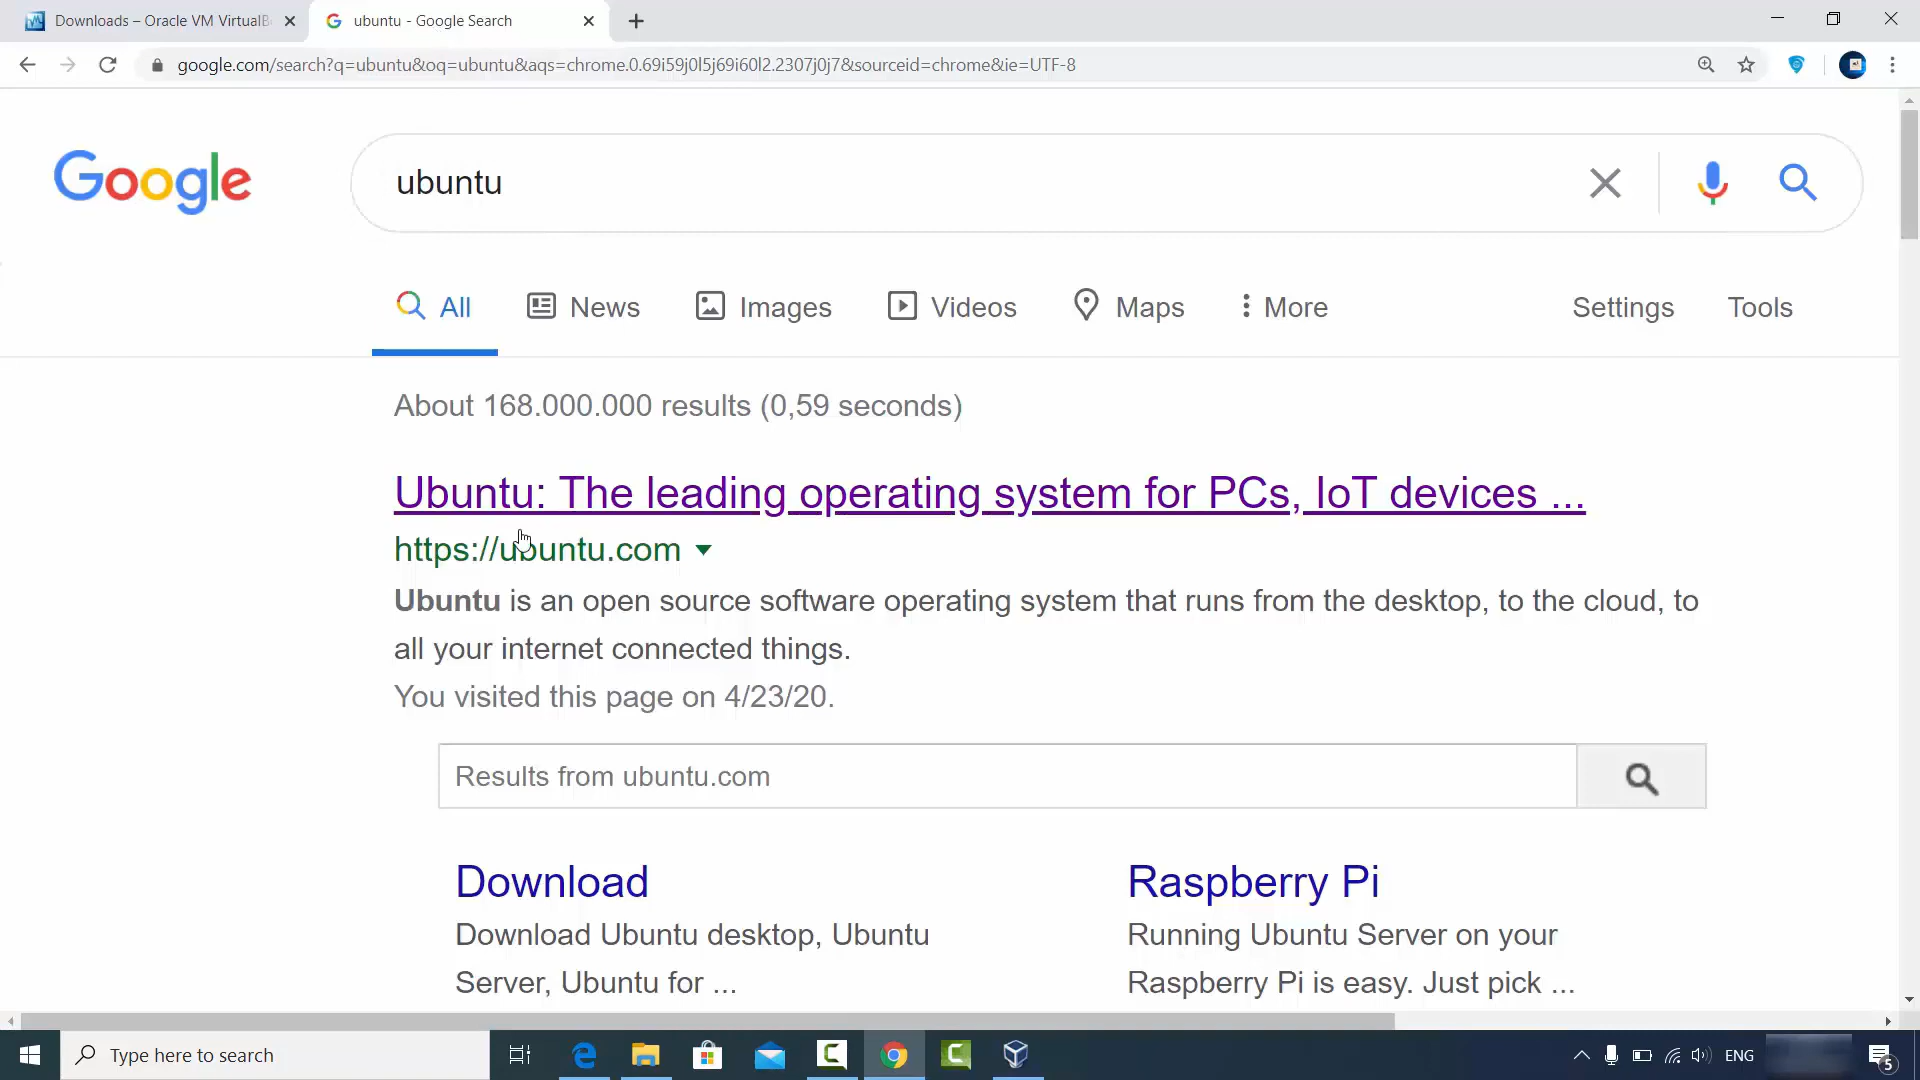 Downloads – Oracle VM VirtualB
ubuntu - Google Search
google.com/search?q=ubuntu&oq=ubuntu&aqs=chrome.0.69i59j0l5j69i60l2.2307j0j7&sourceid=chrome&ie=UTF-8
Google
ubuntu
All News Images Videos Maps More Settings Tools
About 168.000.000 results (0,59 seconds)
Ubuntu: The leading operating system for PCs, IoT devices ...
https://ubuntu.com
Ubuntu is an open source software operating system that runs from the desktop, to the cloud, to
all your internet connected things.
You visited this page on 4/23/20.
Results from ubuntu.com
Download
Download Ubuntu desktop, Ubuntu
Server, Ubuntu for ...
Raspberry Pi
Running Ubuntu Server on your
Raspberry Pi is easy. Just pick ...
Type here to search
ENG
5